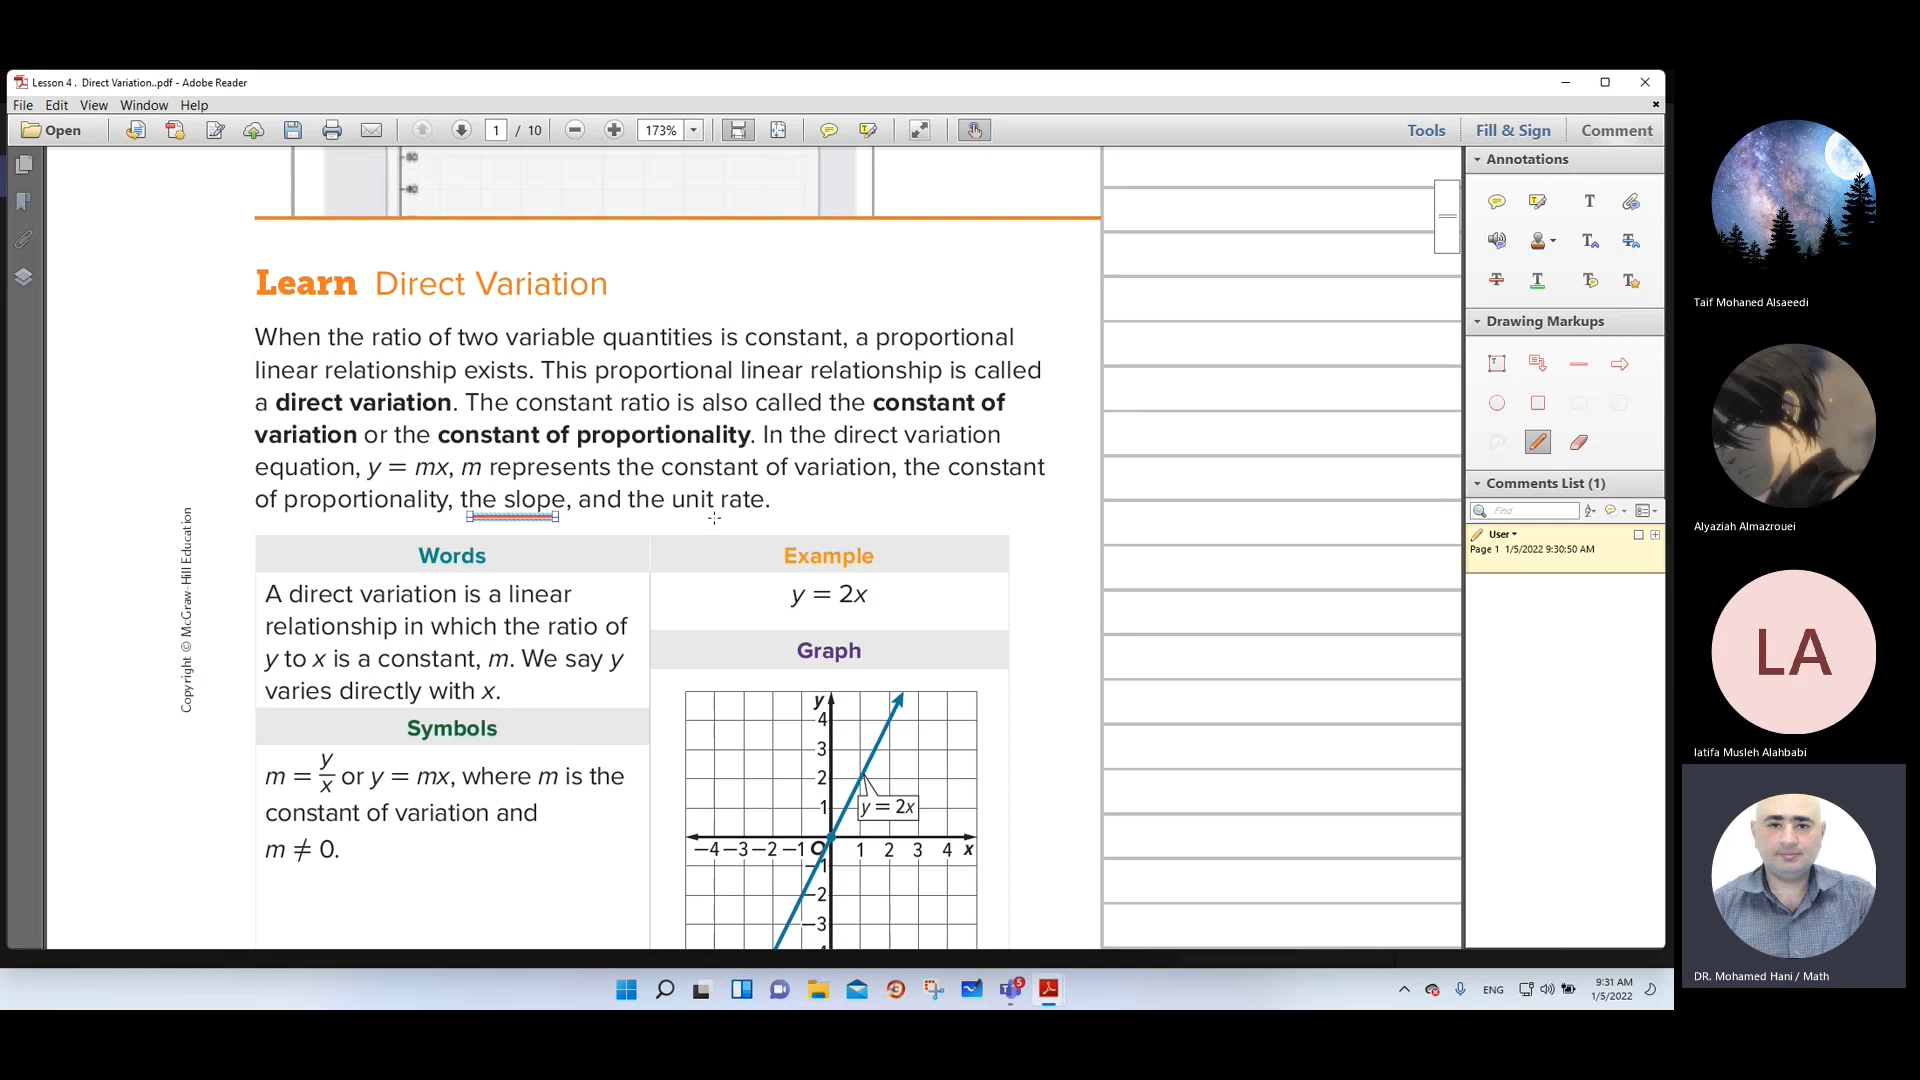 Lesson 4 . Direct Variation..pdf - Adobe Reader
File Edit View Window Help
Open 1 / 10 173% Tools Fill & Sign Comment
Annotations
T
Drawing Markups
Comments List (1)
Find
User
Page 1 1/5/2022 9:30:50 AM
Learn Direct Variation
When the ratio of two variable quantities is constant, a proportional
linear relationship exists. This proportional linear relationship is called
a direct variation. The constant ratio is also called the constant of
variation or the constant of proportionality. In the direct variation
equation, y = mx, m represents the constant of variation, the constant
of proportionality, the slope, and the unit rate.
Copyright © McGraw-Hill Education
Words
A direct variation is a linear
relationship in which the ratio of
y to x is a constant, m. We say y
varies directly with x.
Symbols
m = y/x or y = mx, where m is the
constant of variation and
m ≠ 0.
Example
y = 2x
Graph
y
4
3
2
1
y = 2x
−4 −3 −2 −1 O 1 2 3 4 x
−1
−2
−3
Taif Mohaned Alsaeedi
Alyaziah Almazrouei
LA
latifa Musleh Alahbabi
DR. Mohamed Hani / Math
5
ENG
9:31 AM
1/5/2022